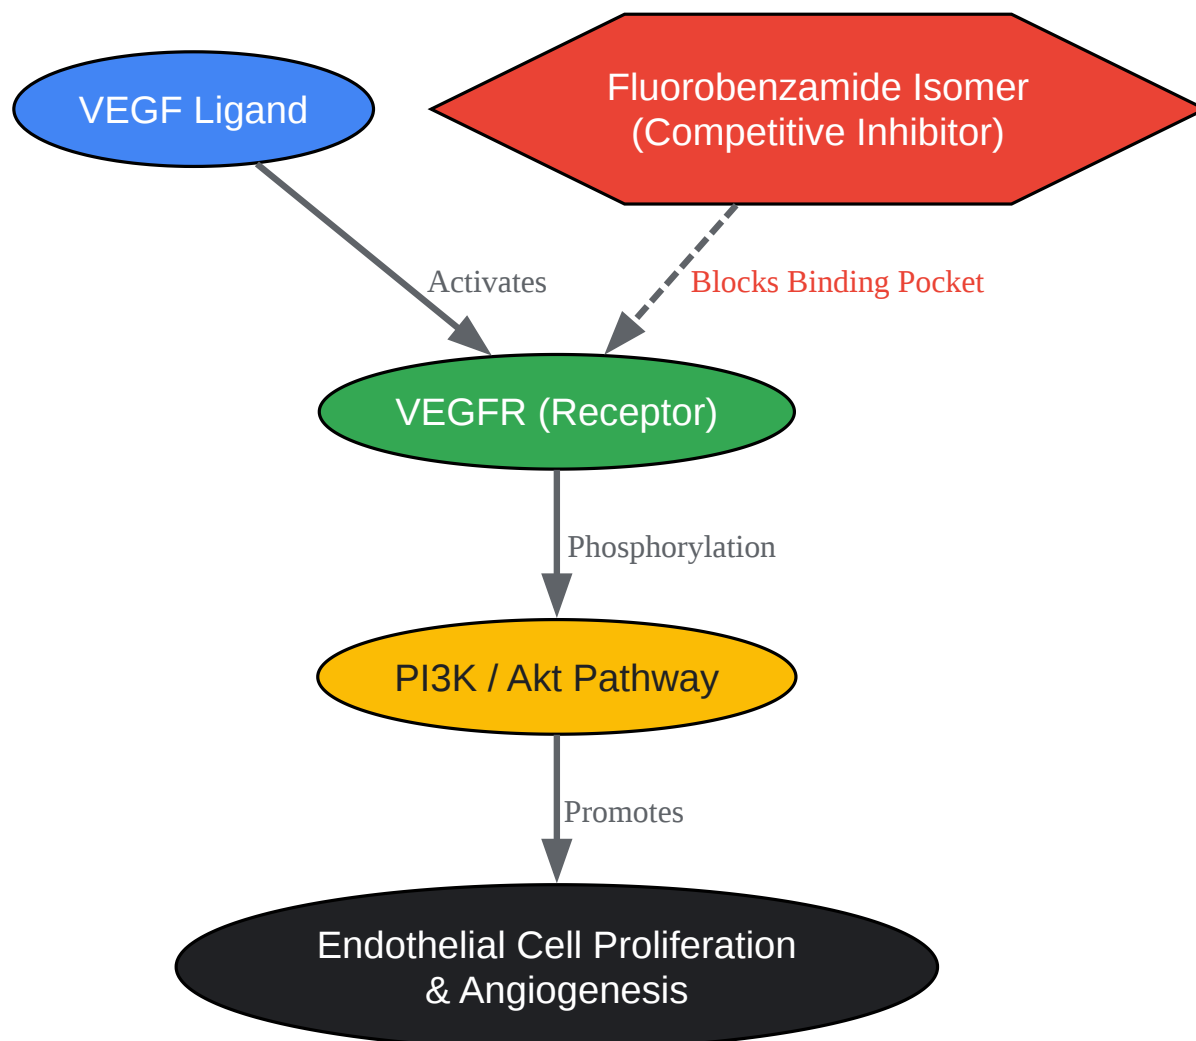 VEGF Ligand
Fluorobenzamide Isomer
(Competitive Inhibitor)
Activates
Blocks Binding Pocket
VEGFR (Receptor)
Phosphorylation
PI3K / Akt Pathway
Promotes
Endothelial Cell Proliferation
& Angiogenesis